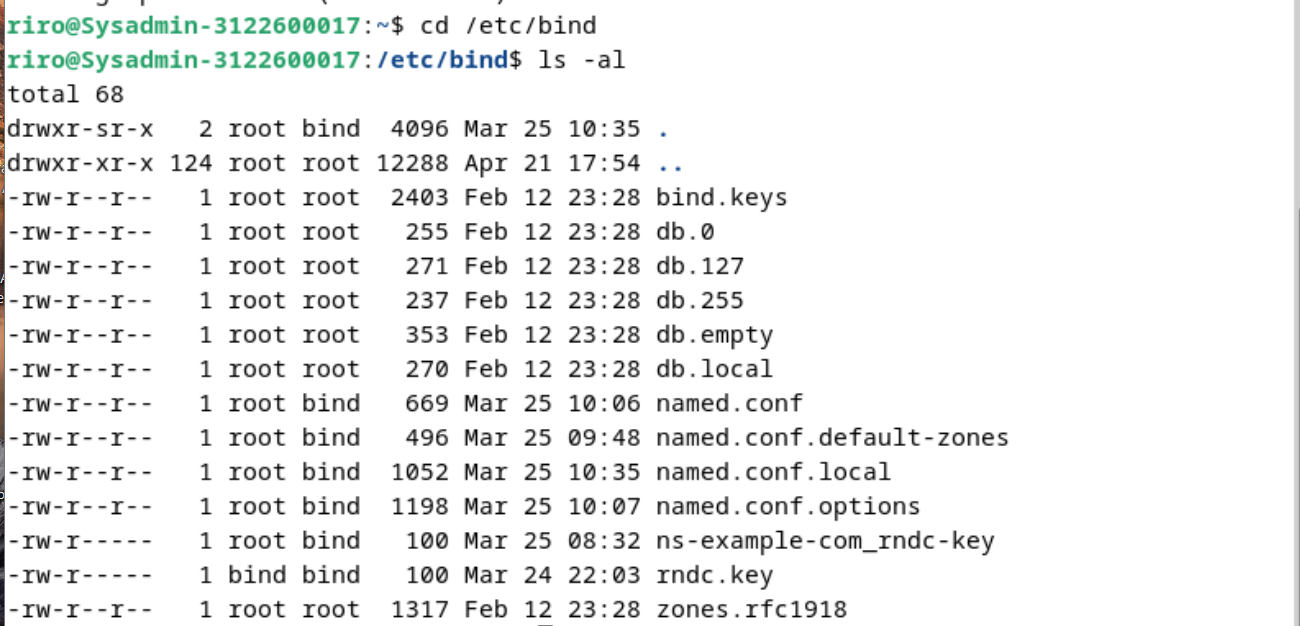 riro@Sysadmin-3122600017:~$ cd /etc/bind
riro@Sysadmin-3122600017:/etc/bind$ ls -al
total 68
drwxr-sr-x   2 root bind  4096 Mar 25 10:35 .
drwxr-xr-x 124 root root 12288 Apr 21 17:54 ..
-rw-r--r--   1 root root  2403 Feb 12 23:28 bind.keys
-rw-r--r--   1 root root   255 Feb 12 23:28 db.0
-rw-r--r--   1 root root   271 Feb 12 23:28 db.127
-rw-r--r--   1 root root   237 Feb 12 23:28 db.255
-rw-r--r--   1 root root   353 Feb 12 23:28 db.empty
-rw-r--r--   1 root root   270 Feb 12 23:28 db.local
-rw-r--r--   1 root bind   669 Mar 25 10:06 named.conf
-rw-r--r--   1 root bind   496 Mar 25 09:48 named.conf.default-zones
-rw-r--r--   1 root bind  1052 Mar 25 10:35 named.conf.local
-rw-r--r--   1 root bind  1198 Mar 25 10:07 named.conf.options
-rw-r-----   1 root bind   100 Mar 25 08:32 ns-example-com_rndc-key
-rw-r-----   1 bind bind   100 Mar 24 22:03 rndc.key
-rw-r--r--   1 root root  1317 Feb 12 23:28 zones.rfc1918